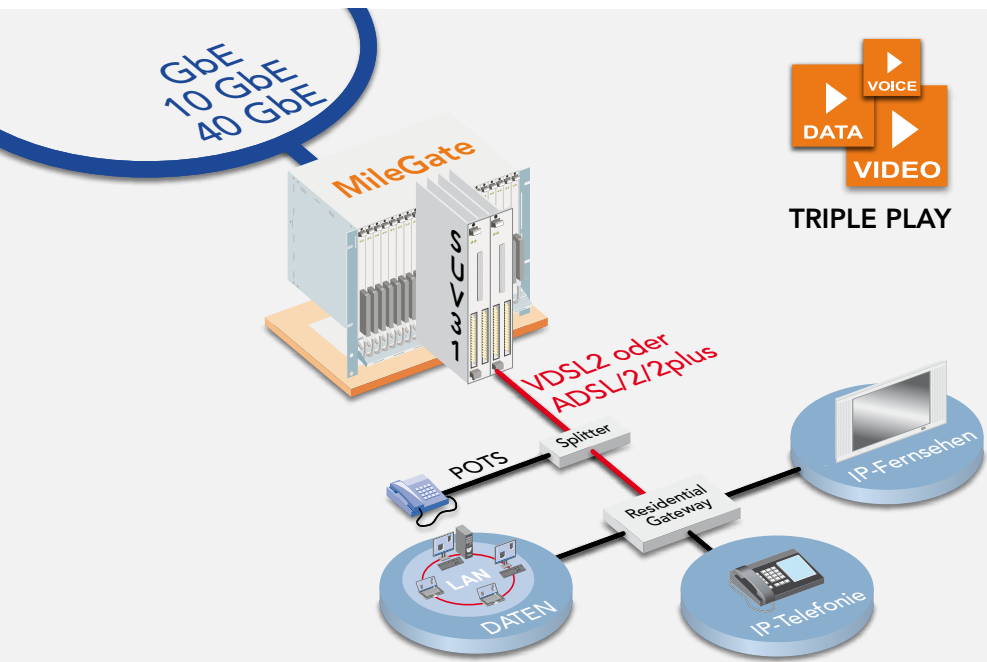 GbE
10 GbE
40 GbE
MileGate
SUV31
VOICE
DATA
VIDEO
TRIPLE PLAY
VDSL2 oder
ADSL/2/2plus
Splitter
POTS
Residential
Gateway
IP-Fernsehen
LAN
DATEN
IP-Telefonie